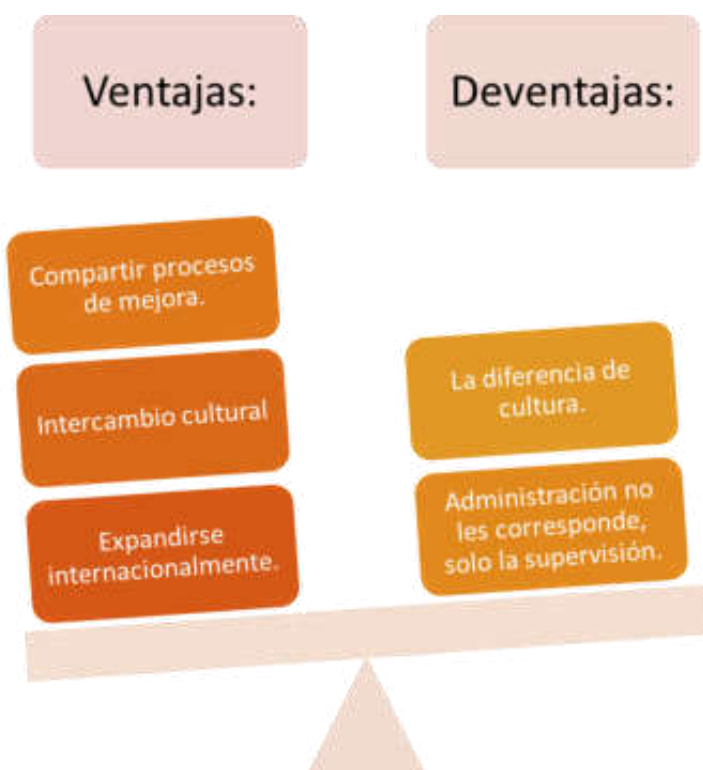 Ventajas:
Deventajas:
Compartir procesos
de mejora.
Intercambio cultural
Expandirse
internacionalmente.
La diferencia de
cultura.
Administración no
les corresponde,
solo la supervisión.